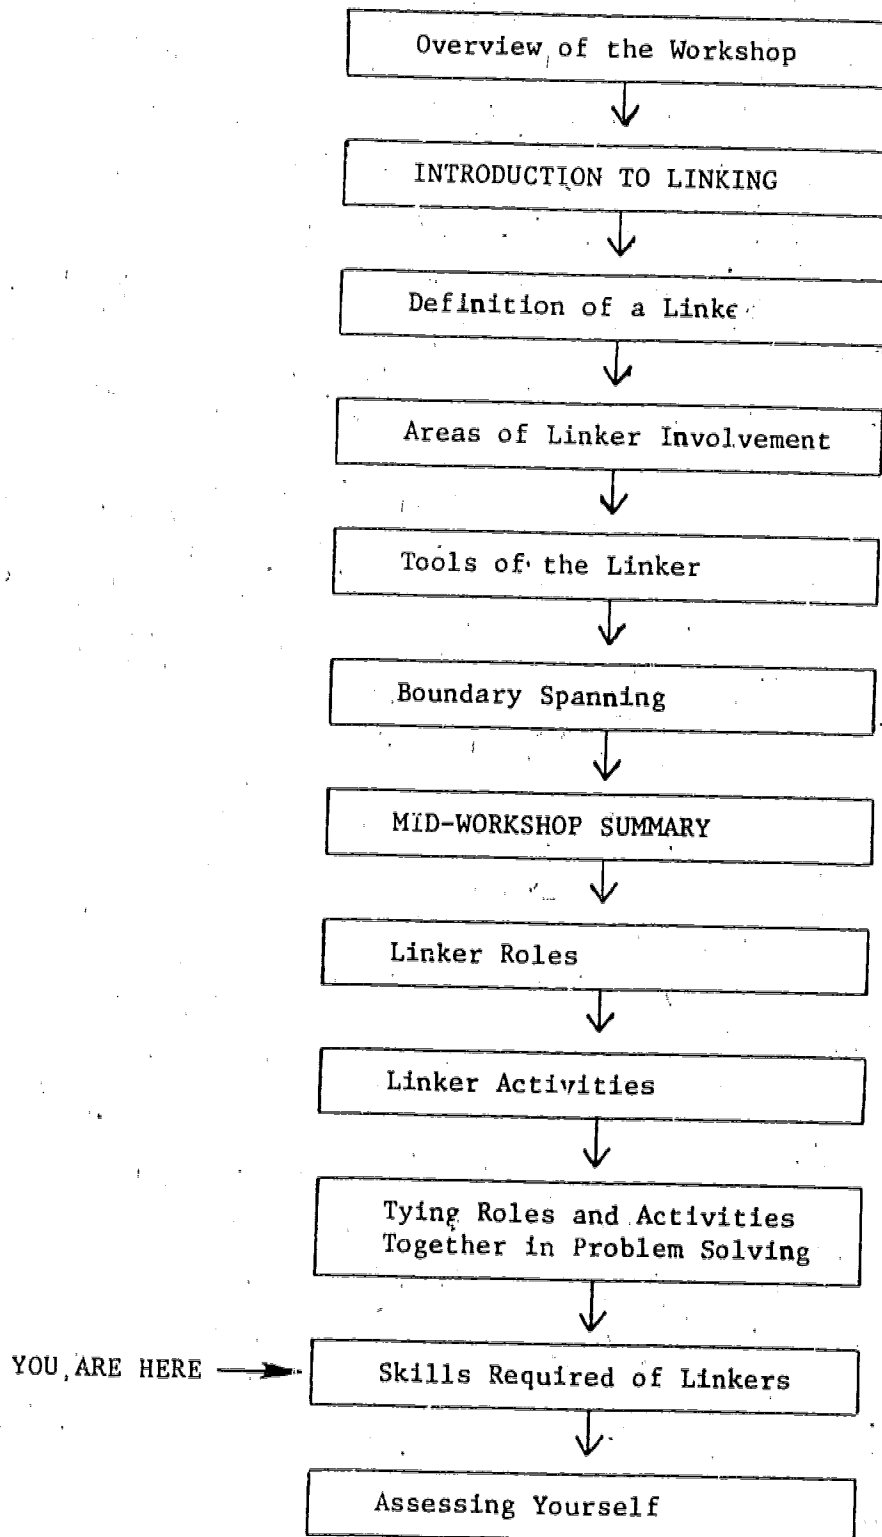 Overview of the Workshop
INTRODUCTION TO LINKING
Definition of a Linke
Areas of Linker Involvement
Tools of the Linker
Boundary Spanning
MID-WORKSHOP SUMMARY
Linker Roles
Linker Activities
Tying Roles and Activities
Together in Problem Solving
YOU ARE HERE
Skills Required of Linkers
Assessing Yourself